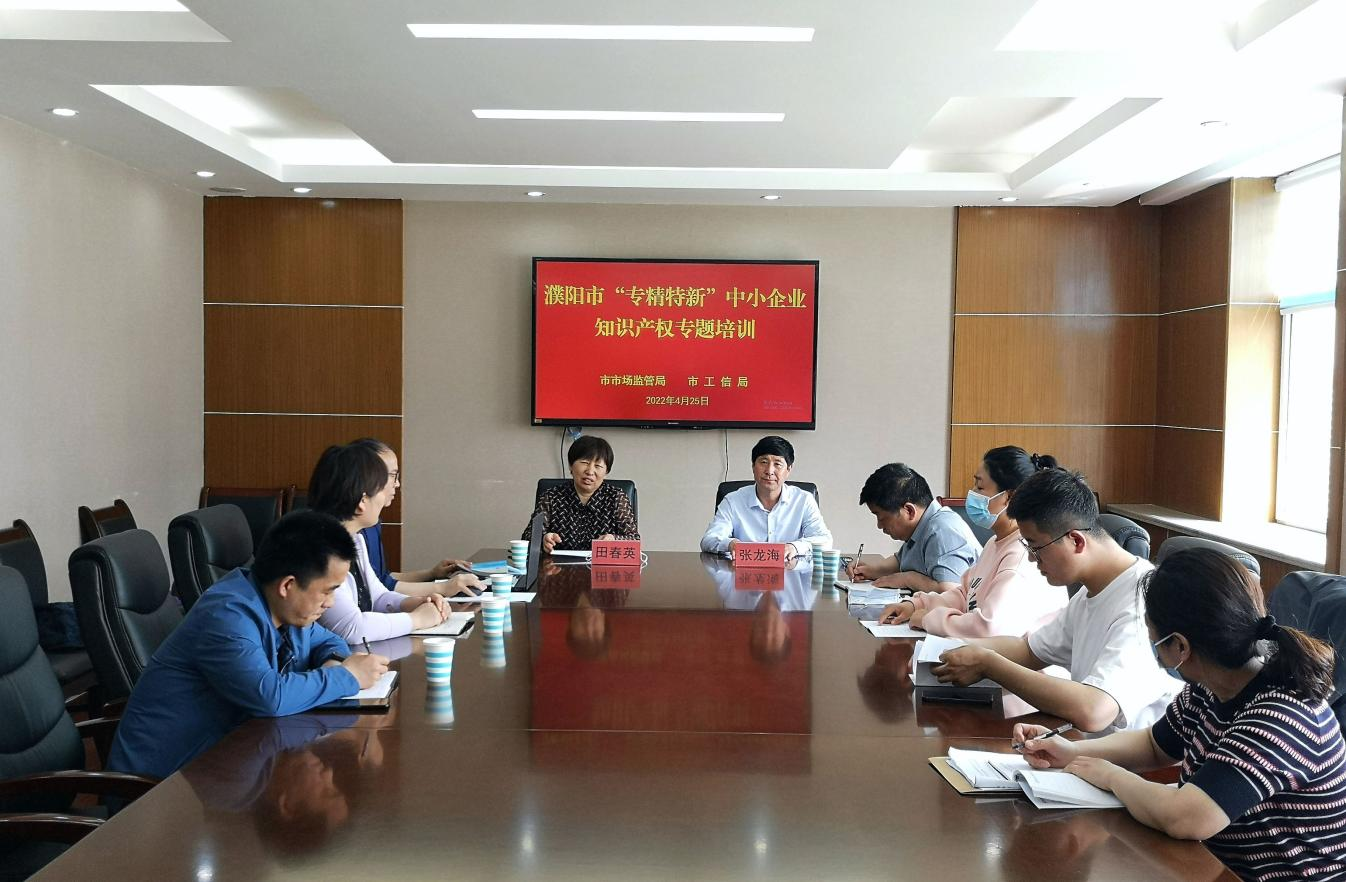 濮阳市“专精特新”中小企业
知识产权专题培训
市市场监管局 市工信局
2022年4月25日
田春英
张龙海